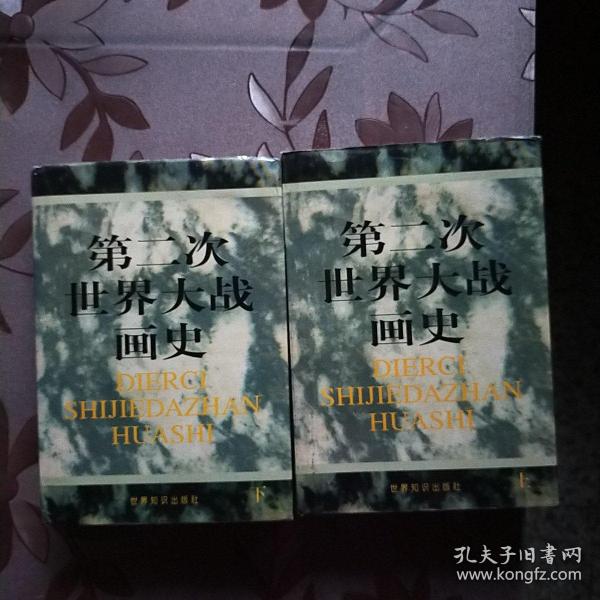 第二次
世界大战
画史
DIERCI
SHIJIEDAZHAN
HUASHI
世界知识出版社
下
第二次
世界大战
画史
DIERCI
SHIJIEDAZHAN
HUASHI
世界知识出版社
上
孔夫子旧書网
www.kongfz.com